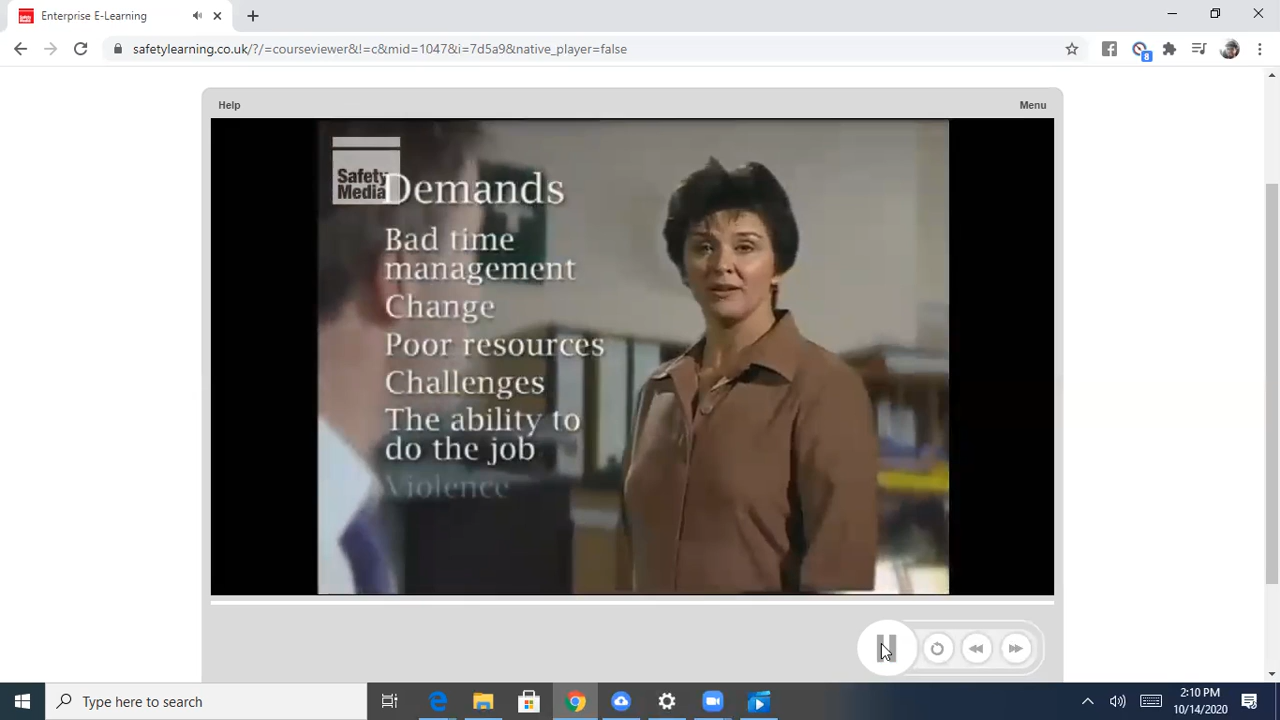 Enterprise E-Learning
safetylearning.co.uk/?/=courseviewer&!=c&mid=1047&i=7d5a9&native_player=false
8
Help
Menu
Safety
Media
Demands
Bad time
management
Change
Poor resources
Challenges
The ability to
do the job
Violence
Type here to search
2:10 PM
10/14/2020